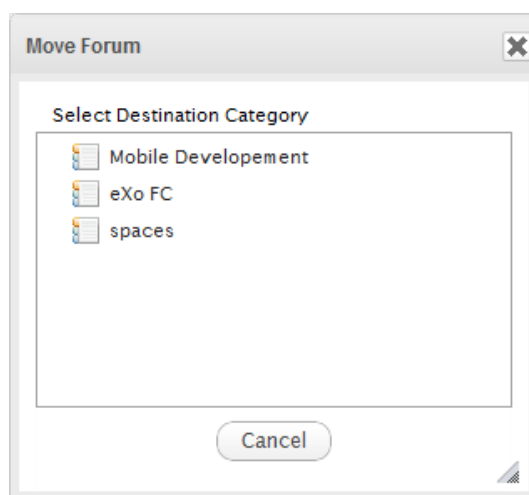 Move Forum
Select Destination Category
Mobile Developement
eXo FC
spaces
Cancel